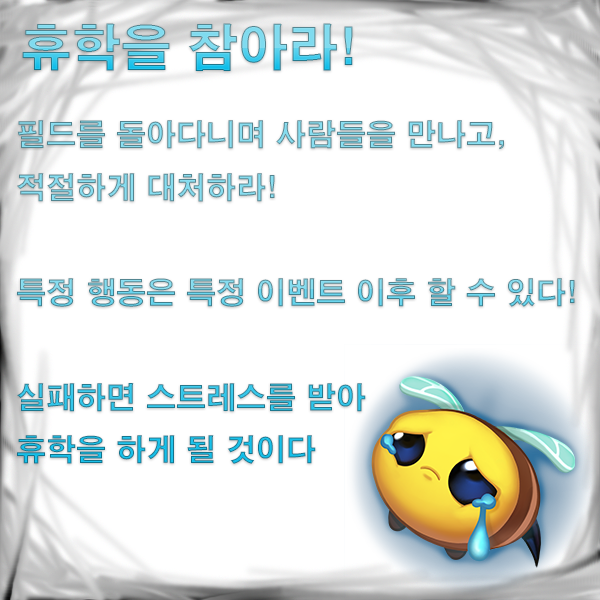 휴학을 참아라!
필드를 돌아다니며 사람들을 만나고,
적절하게 대처하라!
특정 행동은 특정 이벤트 이후 할 수 있다!
실패하면 스트레스를 받아
휴학을 하게 될 것이다